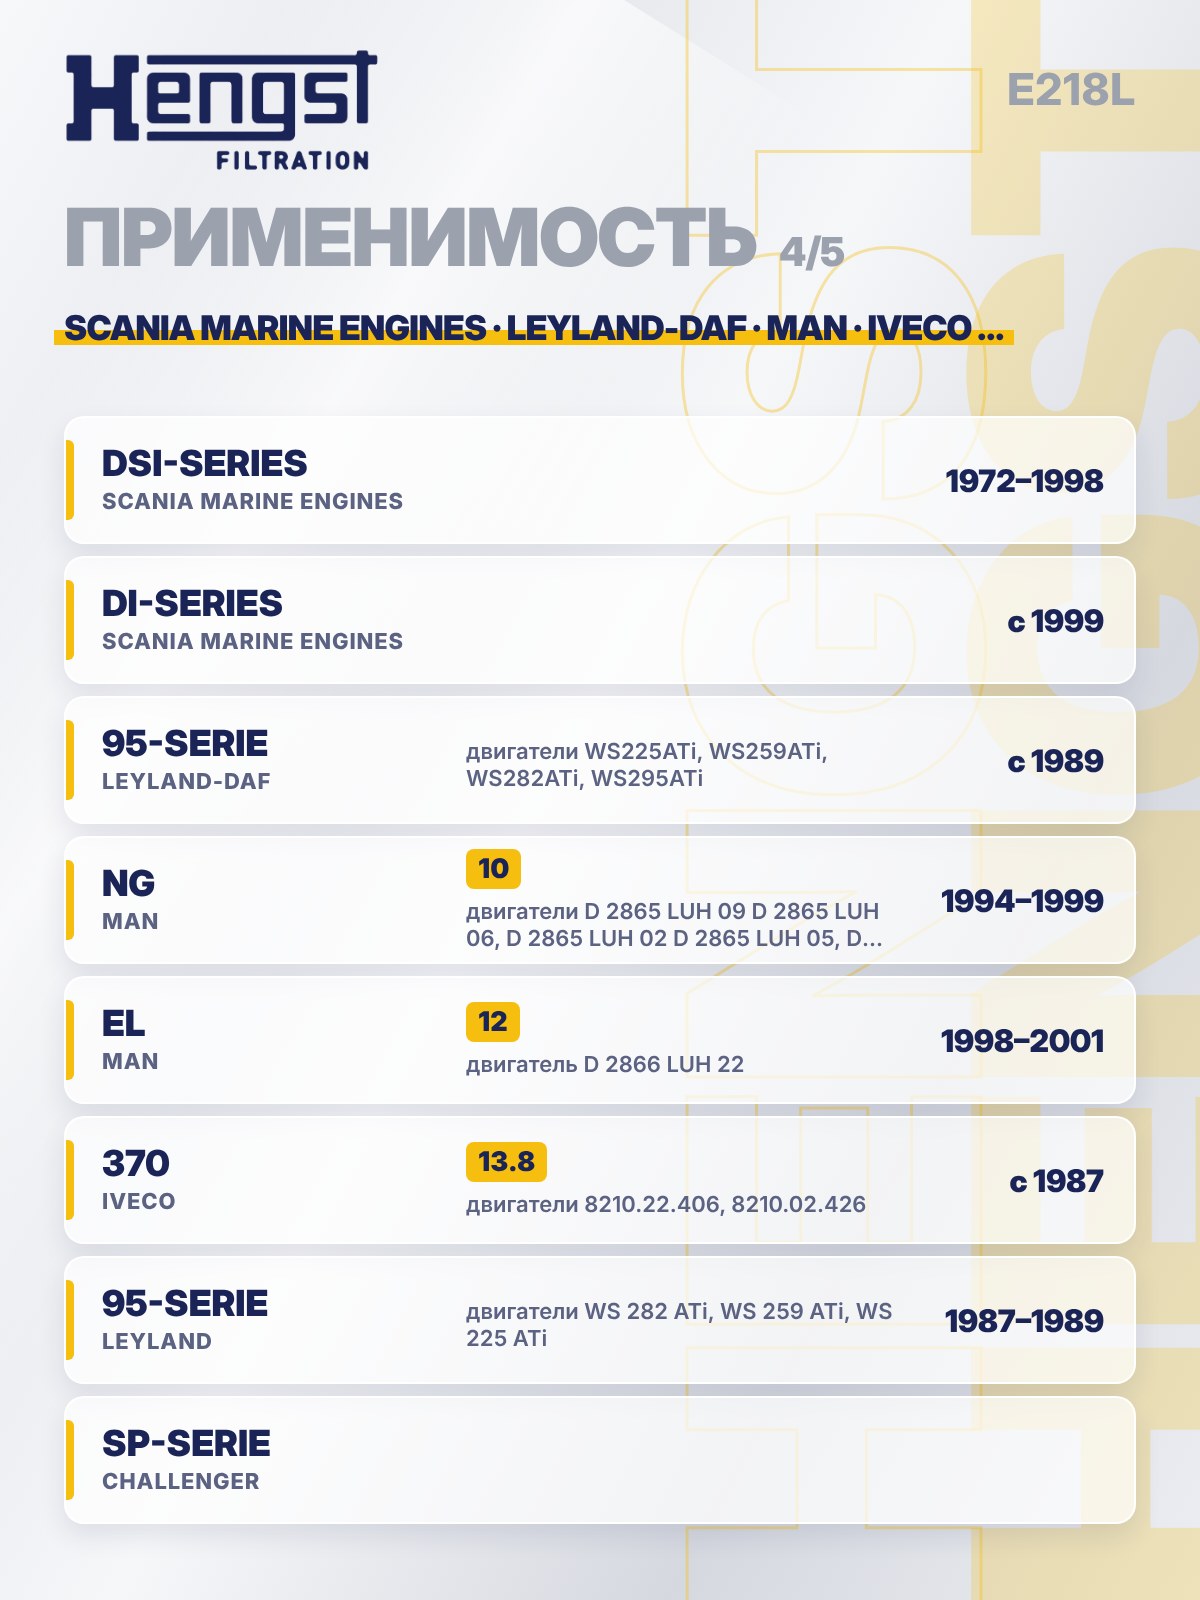 Hengst
FILTRATION
E218L
ПРИМЕНИМОСТЬ 4/5
SCANIA MARINE ENGINES · LEYLAND-DAF · MAN · IVECO ...
DSI-SERIES
SCANIA MARINE ENGINES
1972–1998
DI-SERIES
SCANIA MARINE ENGINES
с 1999
95-SERIE
LEYLAND-DAF
двигатели WS225ATi, WS259ATi,
WS282ATi, WS295ATi
с 1989
NG
MAN
10
двигатели D 2865 LUH 09 D 2865 LUH
06, D 2865 LUH 02 D 2865 LUH 05, D...
1994–1999
EL
MAN
12
двигатель D 2866 LUH 22
1998–2001
370
IVECO
13.8
двигатели 8210.22.406, 8210.02.426
с 1987
95-SERIE
LEYLAND
двигатели WS 282 ATi, WS 259 ATi, WS
225 ATi
1987–1989
SP-SERIE
CHALLENGER
HENGST
HENGST